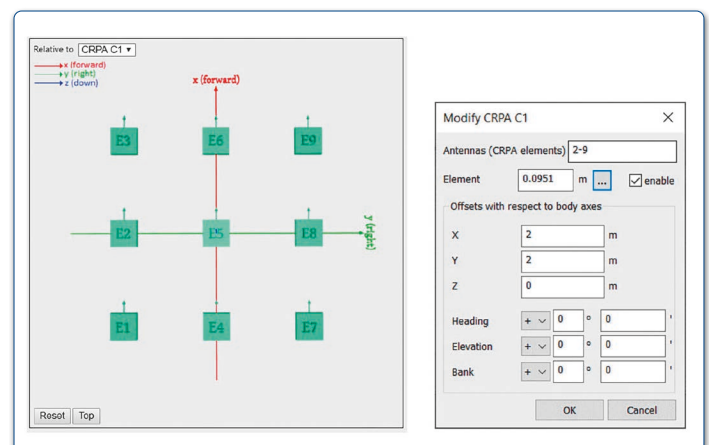 Relative to CRPA C1
x (forward)
y (right)
z (down)
x (forward)
E3 E6 E9
E2 E5 E8
y (right)
E1 E4 E7
Reset Top
Modify CRPA C1
Antennas (CRPA elements) 2-9
Element 0.0951 m ... enable
Offsets with respect to body axes
X 2 m
Y 2 m
Z 0 m
Heading + 0 ° 0 '
Elevation + 0 ° 0 '
Bank + 0 ° 0 '
OK Cancel